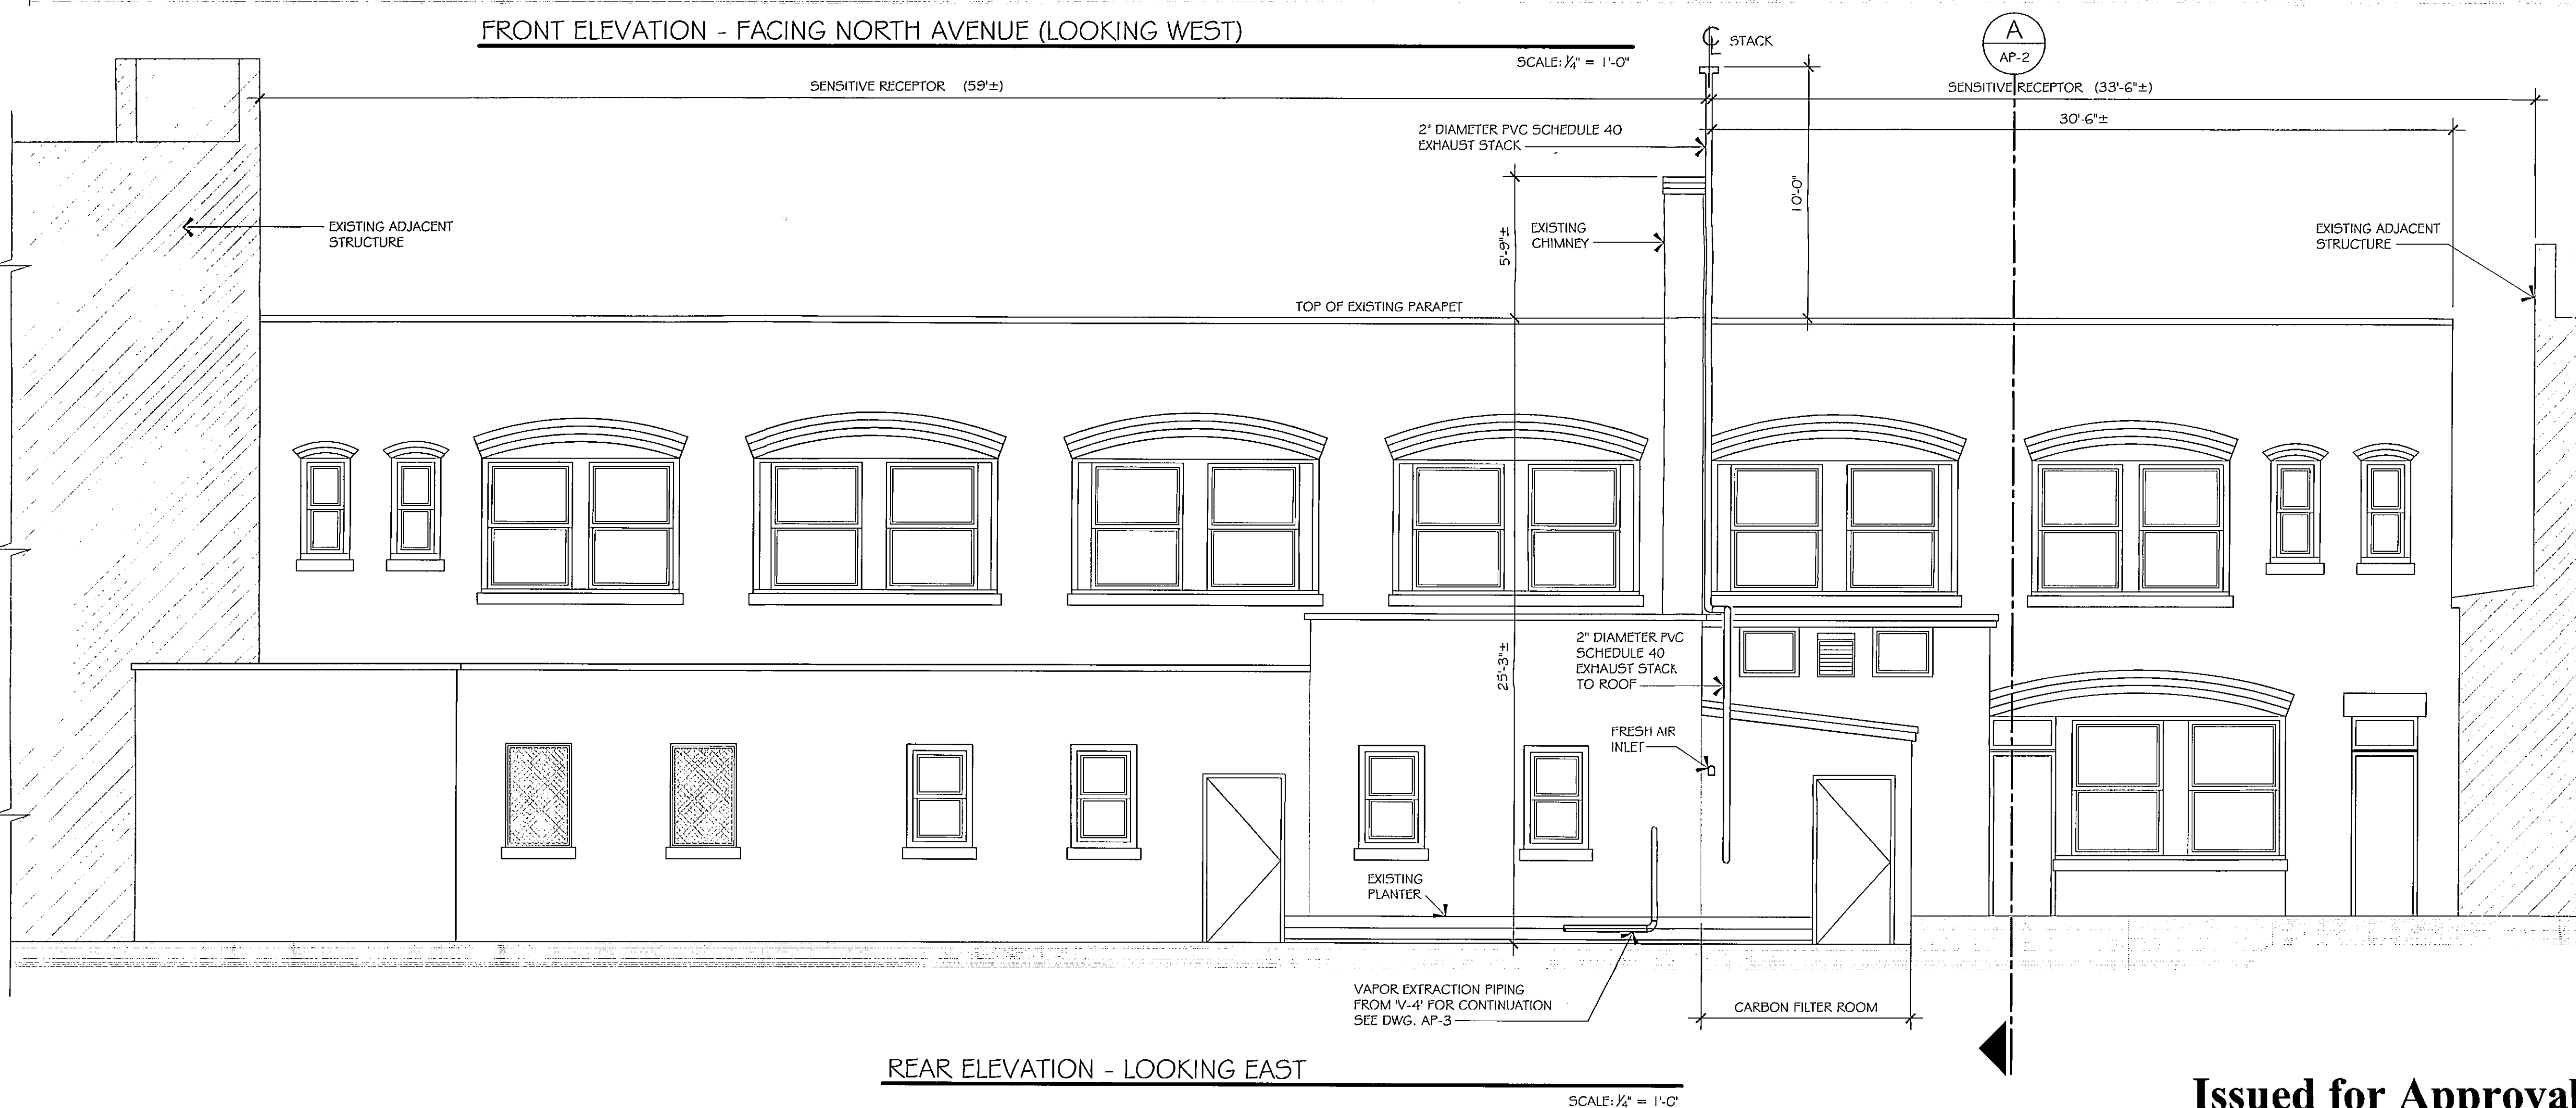 FRONT ELEVATION - FACING NORTH AVENUE (LOOKING WEST)
SCALE: 1/4" = 1'-0"
℄ STACK
A
AP-2
SENSITIVE RECEPTOR (59'±)
SENSITIVE RECEPTOR (33'-6"±)
30'-6"±
2" DIAMETER PVC SCHEDULE 40
EXHAUST STACK
10'-0"
5'-9"±
EXISTING ADJACENT
STRUCTURE
EXISTING
CHIMNEY
EXISTING ADJACENT
STRUCTURE
TOP OF EXISTING PARAPET
25'-3"±
2" DIAMETER PVC
SCHEDULE 40
EXHAUST STACK
TO ROOF
FRESH AIR
INLET
EXISTING
PLANTER
VAPOR EXTRACTION PIPING
FROM 'V-4' FOR CONTINUATION
SEE DWG. AP-3
CARBON FILTER ROOM
REAR ELEVATION - LOOKING EAST
SCALE: 1/4" = 1'-0"
Issued for Approval